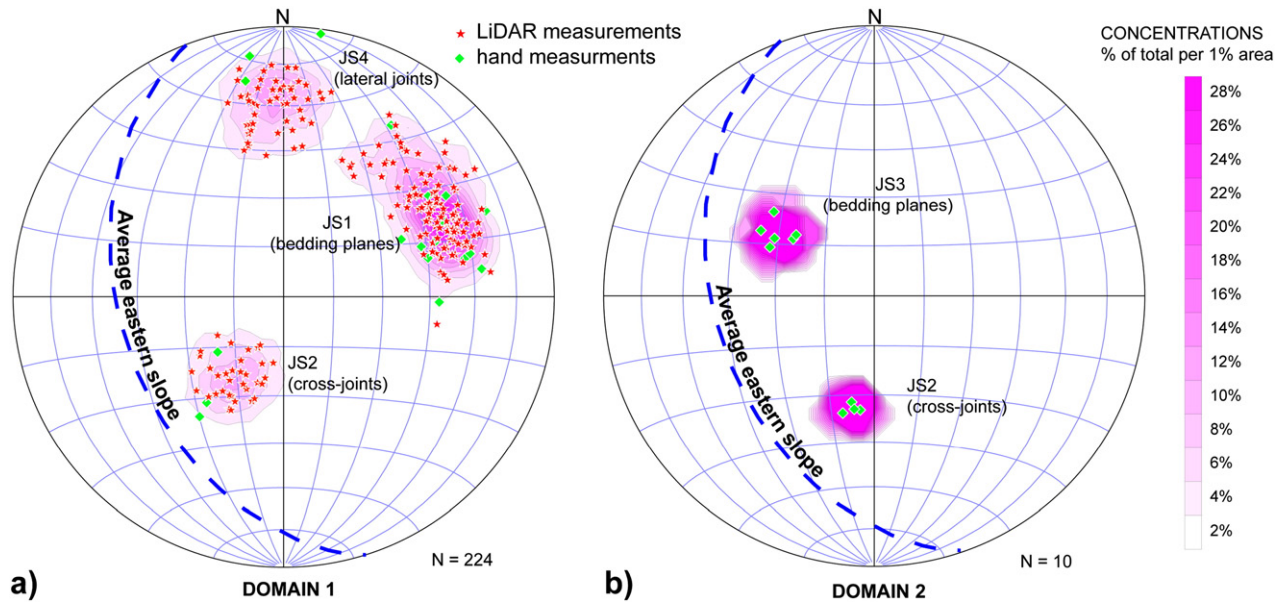 N
LiDAR measurements
hand measurments
JS4
(lateral joints)
JS1
(bedding planes)
Average eastern slope
JS2
(cross-joints)
N = 224
a)
DOMAIN 1
N
JS3
(bedding planes)
Average eastern slope
JS2
(cross-joints)
N = 10
b)
DOMAIN 2
CONCENTRATIONS
% of total per 1% area
28%
26%
24%
22%
20%
18%
16%
14%
12%
10%
8%
6%
4%
2%